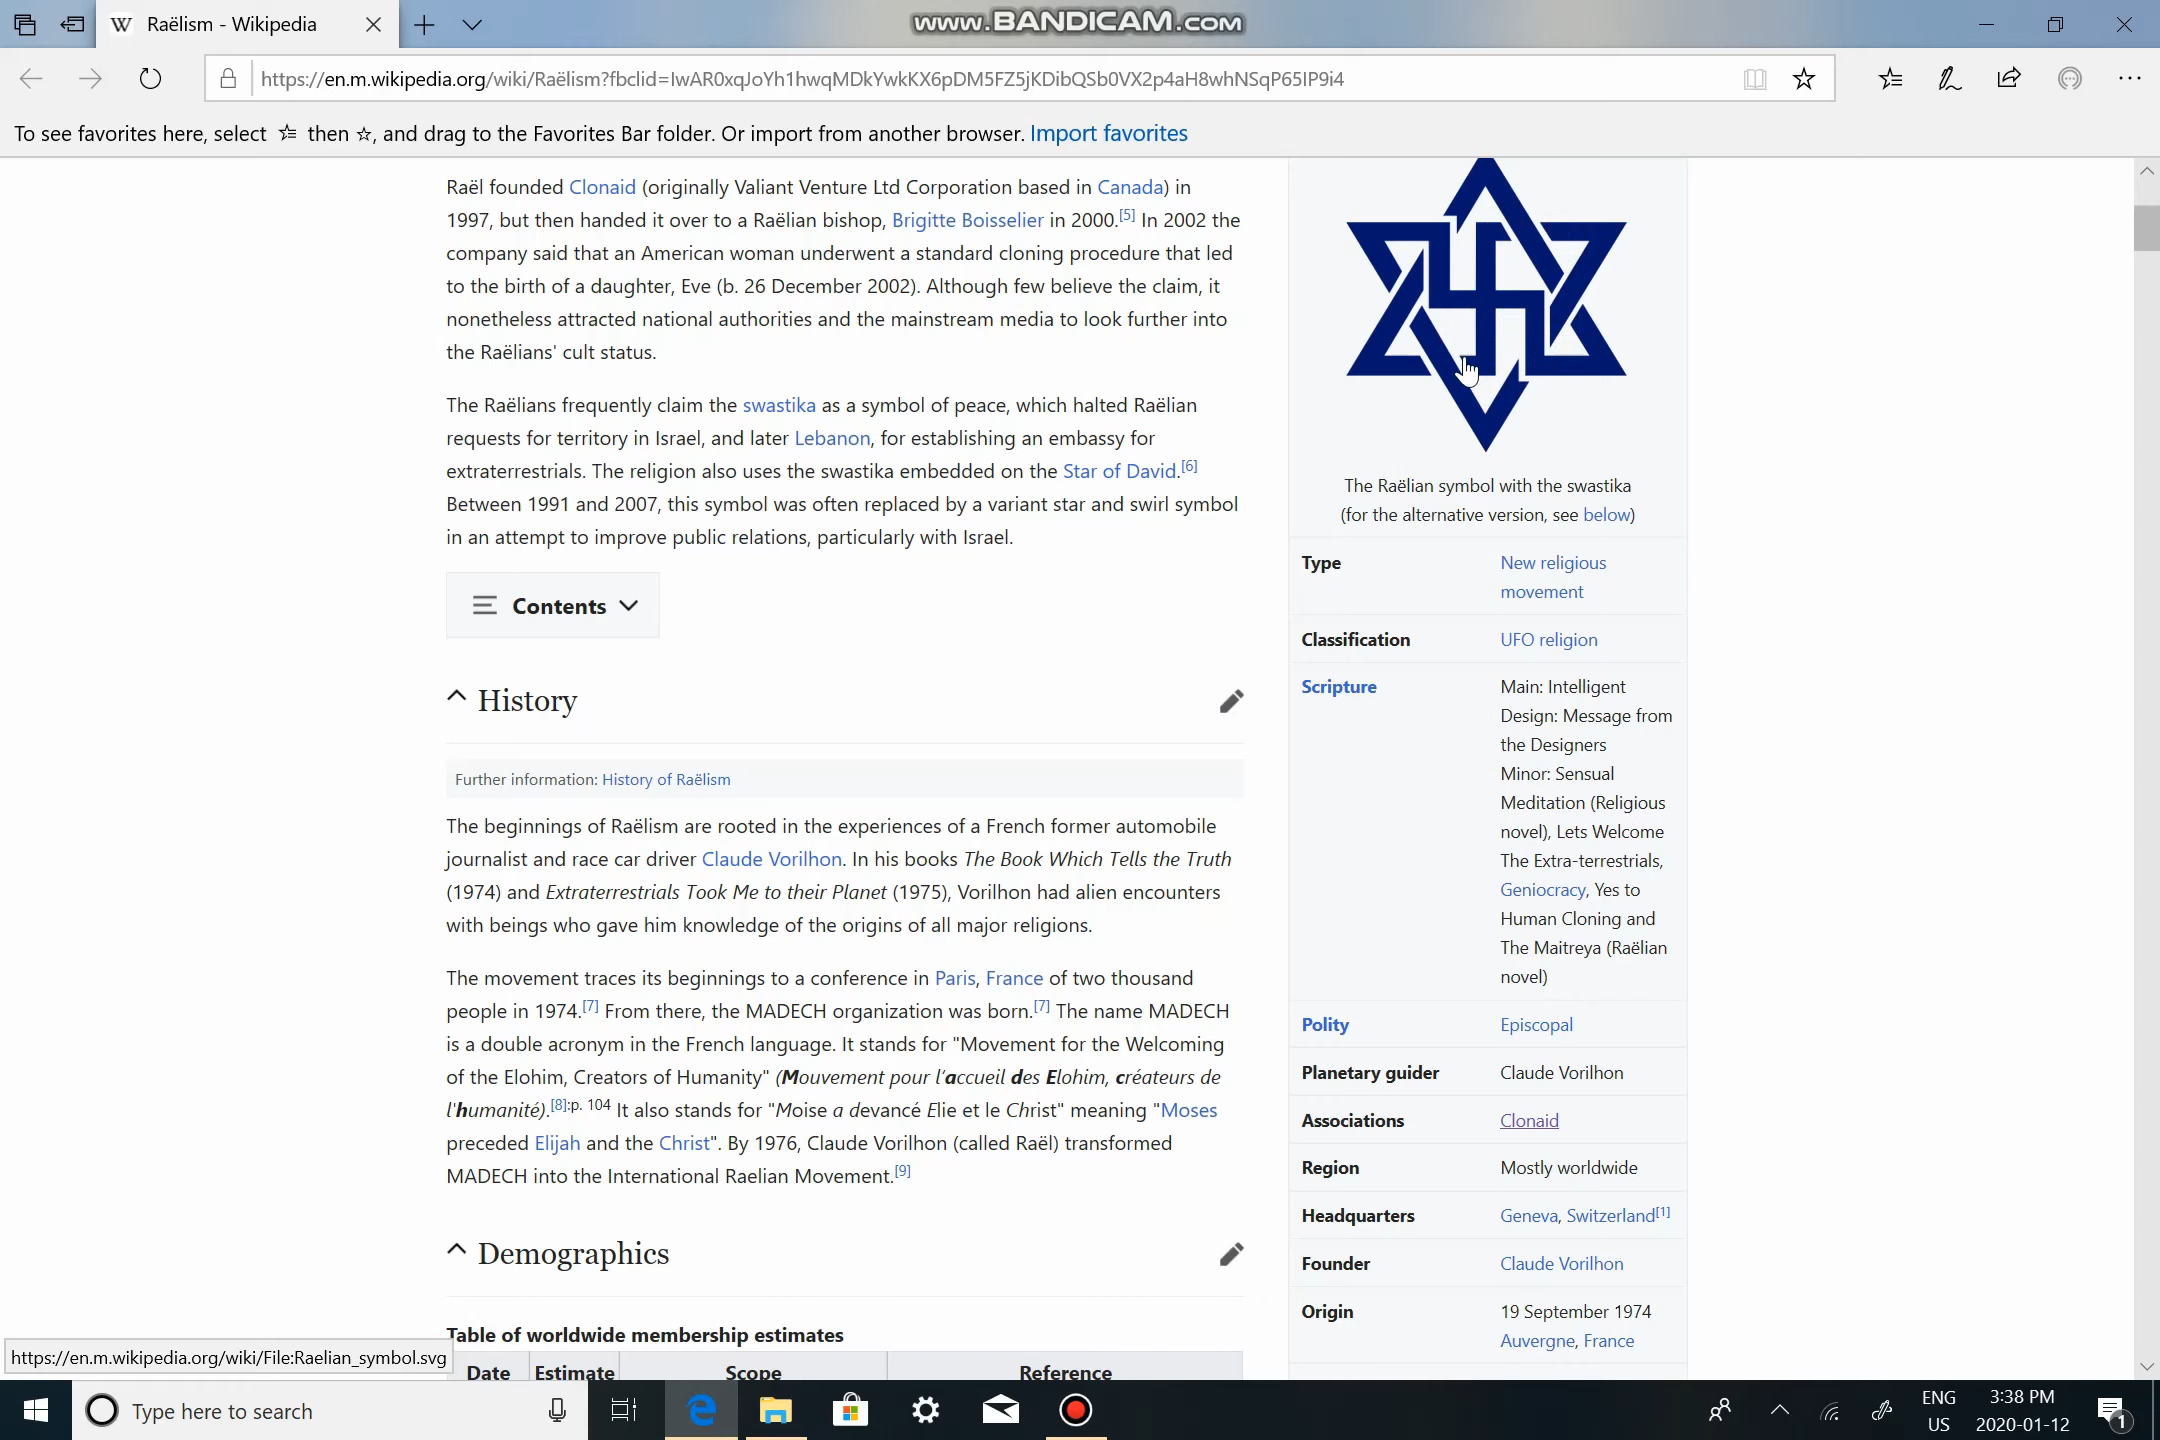 Raëlism - Wikipedia
www.BANDICAM.com
https://en.m.wikipedia.org/wiki/Raëlism?fbclid=IwAR0xqJoYh1hwqMDkYwkKX6pDM5FZ5jKDibQSb0VX2p4aH8whNSqP65IP9i4
To see favorites here, select then ☆, and drag to the Favorites Bar folder. Or import from another browser. Import favorites
Raël founded Clonaid (originally Valiant Venture Ltd Corporation based in Canada) in
1997, but then handed it over to a Raëlian bishop, Brigitte Boisselier in 2000.[5] In 2002 the
company said that an American woman underwent a standard cloning procedure that led
to the birth of a daughter, Eve (b. 26 December 2002). Although few believe the claim, it
nonetheless attracted national authorities and the mainstream media to look further into
the Raëlians' cult status.
The Raëlians frequently claim the swastika as a symbol of peace, which halted Raëlian
requests for territory in Israel, and later Lebanon, for establishing an embassy for
extraterrestrials. The religion also uses the swastika embedded on the Star of David.[6]
Between 1991 and 2007, this symbol was often replaced by a variant star and swirl symbol
in an attempt to improve public relations, particularly with Israel.
Contents
History
Further information: History of Raëlism
The beginnings of Raëlism are rooted in the experiences of a French former automobile
journalist and race car driver Claude Vorilhon. In his books The Book Which Tells the Truth
(1974) and Extraterrestrials Took Me to their Planet (1975), Vorilhon had alien encounters
with beings who gave him knowledge of the origins of all major religions.
The movement traces its beginnings to a conference in Paris, France of two thousand
people in 1974.[7] From there, the MADECH organization was born.[7] The name MADECH
is a double acronym in the French language. It stands for "Movement for the Welcoming
of the Elohim, Creators of Humanity" (Mouvement pour l'accueil des Elohim, créateurs de
l'humanité).[8]:p. 104 It also stands for "Moise a devancé Elie et le Christ" meaning "Moses
preceded Elijah and the Christ". By 1976, Claude Vorilhon (called Raël) transformed
MADECH into the International Raelian Movement.[9]
Demographics
Table of worldwide membership estimates
Date Estimate Scope Reference
The Raëlian symbol with the swastika
(for the alternative version, see below)
Type New religious
movement
Classification UFO religion
Scripture Main: Intelligent
Design: Message from
the Designers
Minor: Sensual
Meditation (Religious
novel), Lets Welcome
The Extra-terrestrials,
Geniocracy, Yes to
Human Cloning and
The Maitreya (Raëlian
novel)
Polity Episcopal
Planetary guider Claude Vorilhon
Associations Clonaid
Region Mostly worldwide
Headquarters Geneva, Switzerland[1]
Founder Claude Vorilhon
Origin 19 September 1974
Auvergne, France
https://en.m.wikipedia.org/wiki/File:Raelian_symbol.svg
Type here to search
ENG
US
3:38 PM
2020-01-12
1